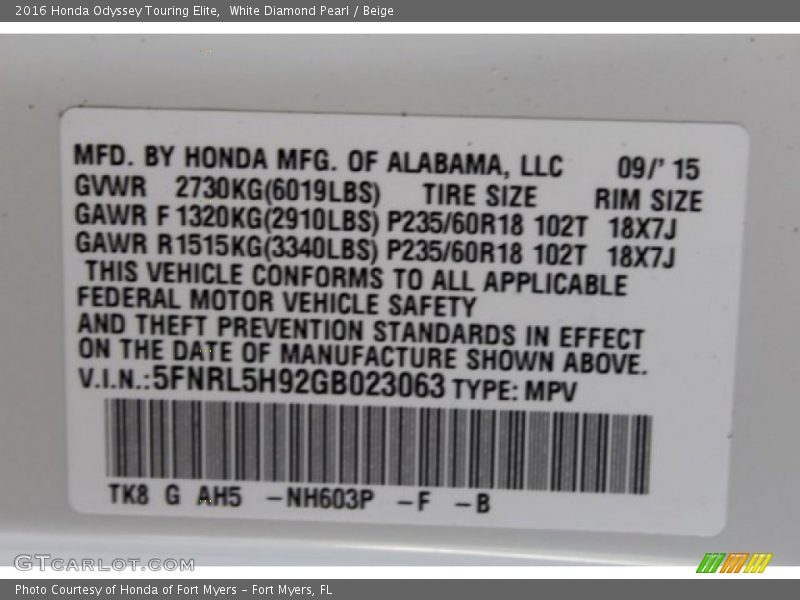 2016 Honda Odyssey Touring Elite,  White Diamond Pearl / Beige
MFD. BY HONDA MFG. OF ALABAMA, LLC 09/' 15
GVWR 2730KG(6019LBS) TIRE SIZE RIM SIZE
GAWR F 1320KG(2910LBS) P235/60R18 102T 18X7J
GAWR R1515KG(3340LBS) P235/60R18 102T 18X7J
THIS VEHICLE CONFORMS TO ALL APPLICABLE
FEDERAL MOTOR VEHICLE SAFETY
AND THEFT PREVENTION STANDARDS IN EFFECT
ON THE DATE OF MANUFACTURE SHOWN ABOVE.
V.I.N.:5FNRL5H92GB023063 TYPE: MPV
TK8 G AH5 -NH603P -F -B
GTCARLOT.COM
Photo Courtesy of Honda of Fort Myers - Fort Myers, FL